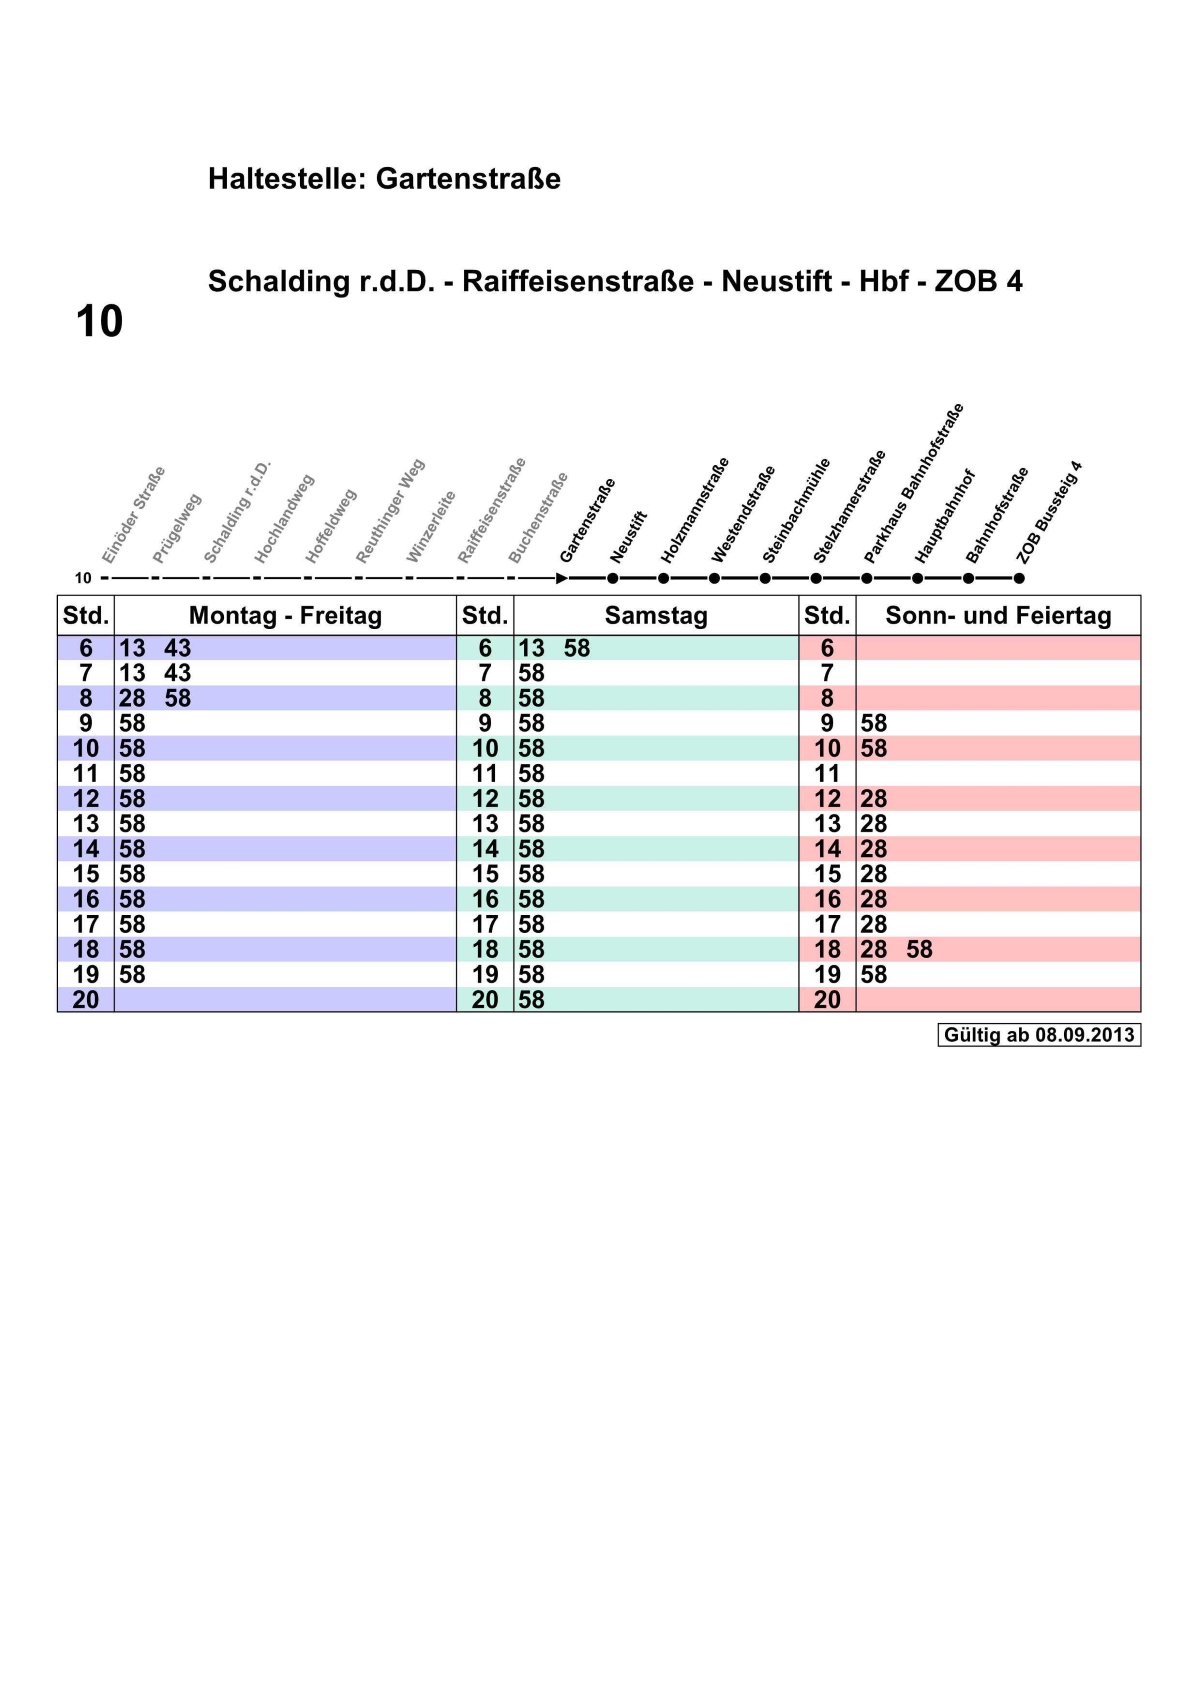 Haltestelle: Gartenstraße
Schalding r.d.D. - Raiffeisenstraße - Neustift - Hbf - ZOB 4
10
Einöder Straße
Prügelweg
Schalding r.d.D.
Hochlandweg
Hoffeldweg
Reuthinger Weg
Winzerleite
Raiffeisenstraße
Buchenstraße
Gartenstraße
Neustift
Holzmannstraße
Westendstraße
Steinbachmühle
Stelzhamerstraße
Parkhaus Bahnhofstraße
Hauptbahnhof
Bahnhofstraße
ZOB Bussteig 4
10
Std. Montag - Freitag Std. Samstag Std. Sonn- und Feiertag
6 13 43 6 13 58 6
7 13 43 7 58 7
8 28 58 8 58 8
9 58 9 58 9 58
10 58 10 58 10 58
11 58 11 58 11
12 58 12 58 12 28
13 58 13 58 13 28
14 58 14 58 14 28
15 58 15 58 15 28
16 58 16 58 16 28
17 58 17 58 17 28
18 58 18 58 18 28 58
19 58 19 58 19 58
20 20 58 20
Gültig ab 08.09.2013